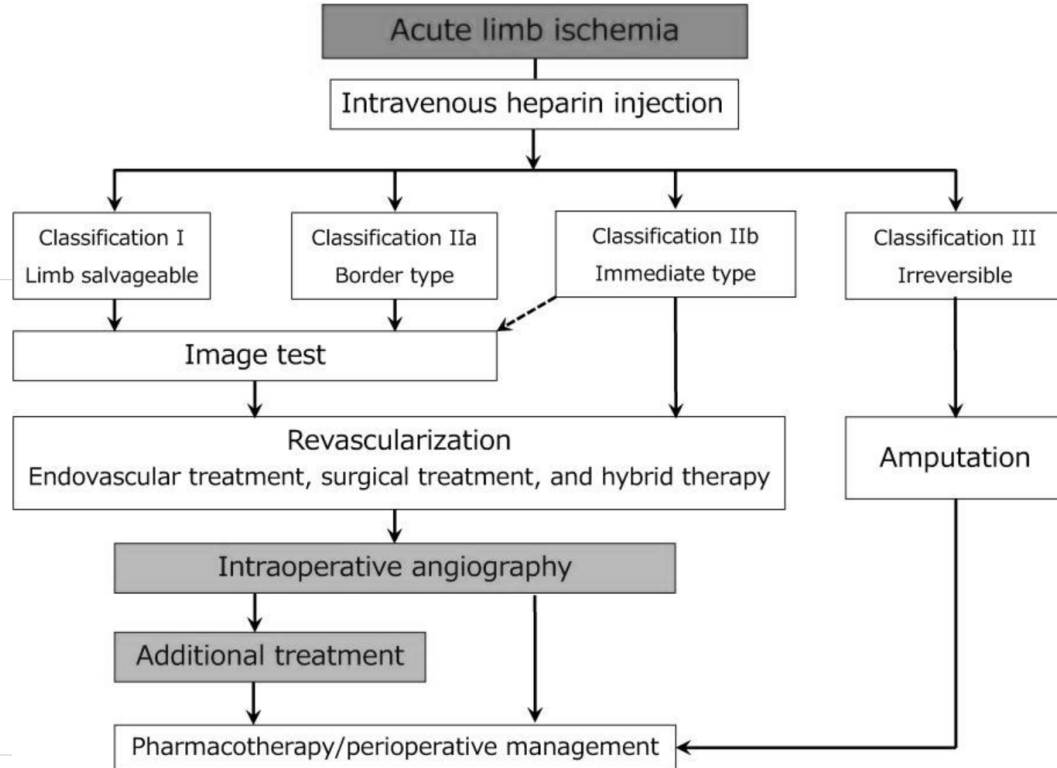 Acute limb ischemia
Intravenous heparin injection
Classification I
Limb salvageable
Classification IIa
Border type
Classification IIb
Immediate type
Classification III
Irreversible
Image test
Revascularization
Endovascular treatment, surgical treatment, and hybrid therapy
Amputation
Intraoperative angiography
Additional treatment
Pharmacotherapy/perioperative management